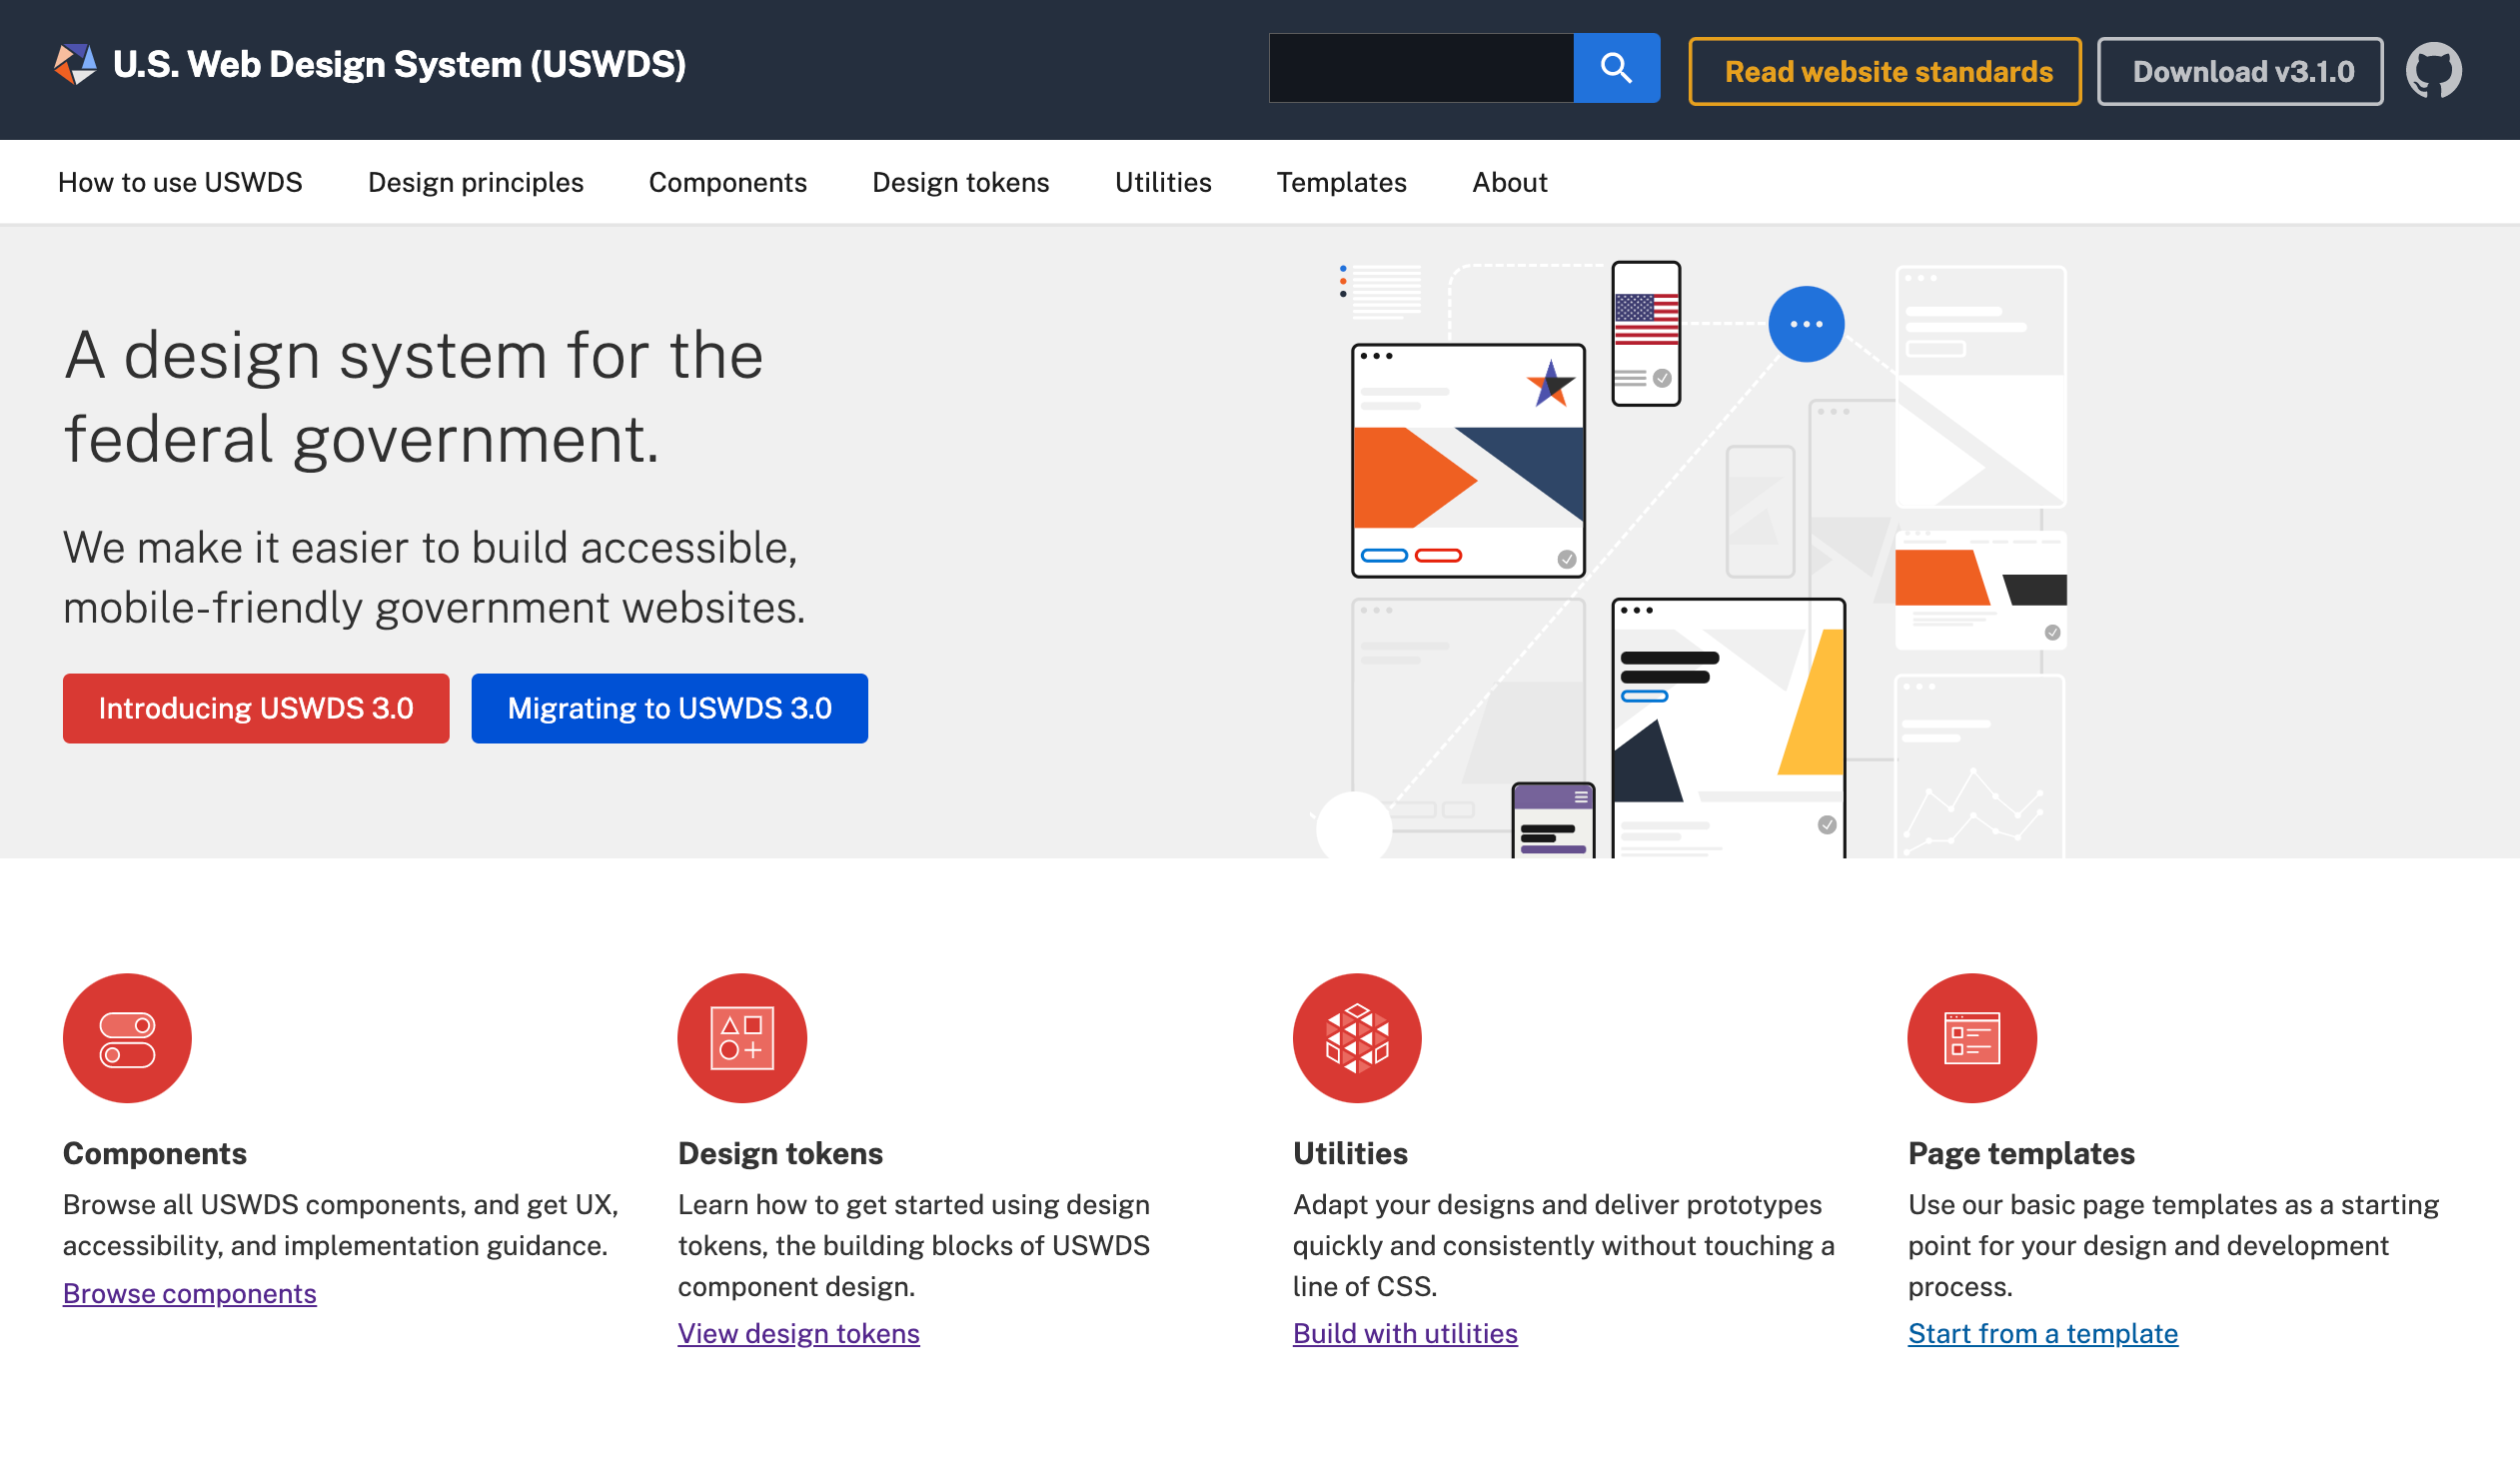 U.S. Web Design System (USWDS)
Read website standards
Download v3.1.0
How to use USWDS
Design principles
Components
Design tokens
Utilities
Templates
About
A design system for the
federal government.
We make it easier to build accessible,
mobile-friendly government websites.
Introducing USWDS 3.0
Migrating to USWDS 3.0
Components
Browse all USWDS components, and get UX,
accessibility, and implementation guidance.
Browse components
Design tokens
Learn how to get started using design
tokens, the building blocks of USWDS
component design.
View design tokens
Utilities
Adapt your designs and deliver prototypes
quickly and consistently without touching a
line of CSS.
Build with utilities
Page templates
Use our basic page templates as a starting
point for your design and development
process.
Start from a template